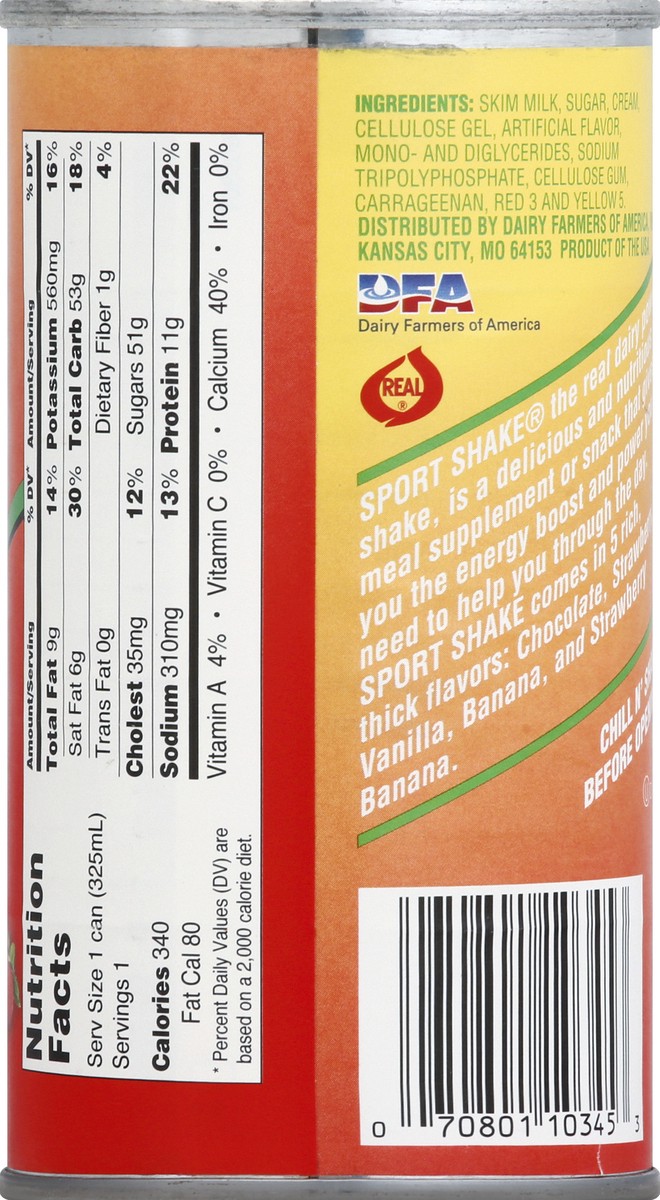 Nutrition
Facts
Serv Size 1 can (325mL)
Servings 1
Calories 340
Fat Cal 80
* Percent Daily Values (DV) are
based on a 2,000 calorie diet.
Amount/Serving % DV* Amount/Serving % DV*
Total Fat 9g 14% Potassium 560mg 16%
Sat Fat 6g 30% Total Carb 53g 18%
Trans Fat 0g Dietary Fiber 1g 4%
Cholest 35mg 12% Sugars 51g
Sodium 310mg 13% Protein 11g 22%
Vitamin A 4% • Vitamin C 0% • Calcium 40% • Iron 0%
INGREDIENTS: SKIM MILK, SUGAR, CREAM,
CELLULOSE GEL, ARTIFICIAL FLAVOR,
MONO- AND DIGLYCERIDES, SODIUM
TRIPOLYPHOSPHATE, CELLULOSE GUM,
CARRAGEENAN, RED 3 AND YELLOW 5.
DISTRIBUTED BY DAIRY FARMERS OF AMERICA
KANSAS CITY, MO 64153 PRODUCT OF THE USA
DFA
Dairy Farmers of America
REAL
®
SPORT SHAKE® the real dairy
shake, is a delicious and
meal supplement or snack that
you the energy boost and power
need to help you through the day.
SPORT SHAKE comes in 5 rich,
thick flavors: Chocolate, Strawberry
Vanilla, Banana, and Strawberry
Banana.
CHILL N'
BEFORE
0 70801 10345 3